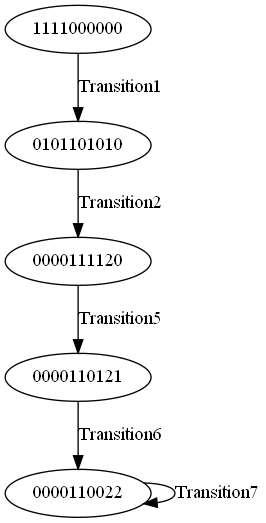 1111000000
Transition1
0101101010
Transition2
0000111120
Transition5
0000110121
Transition6
0000110022
Transition7